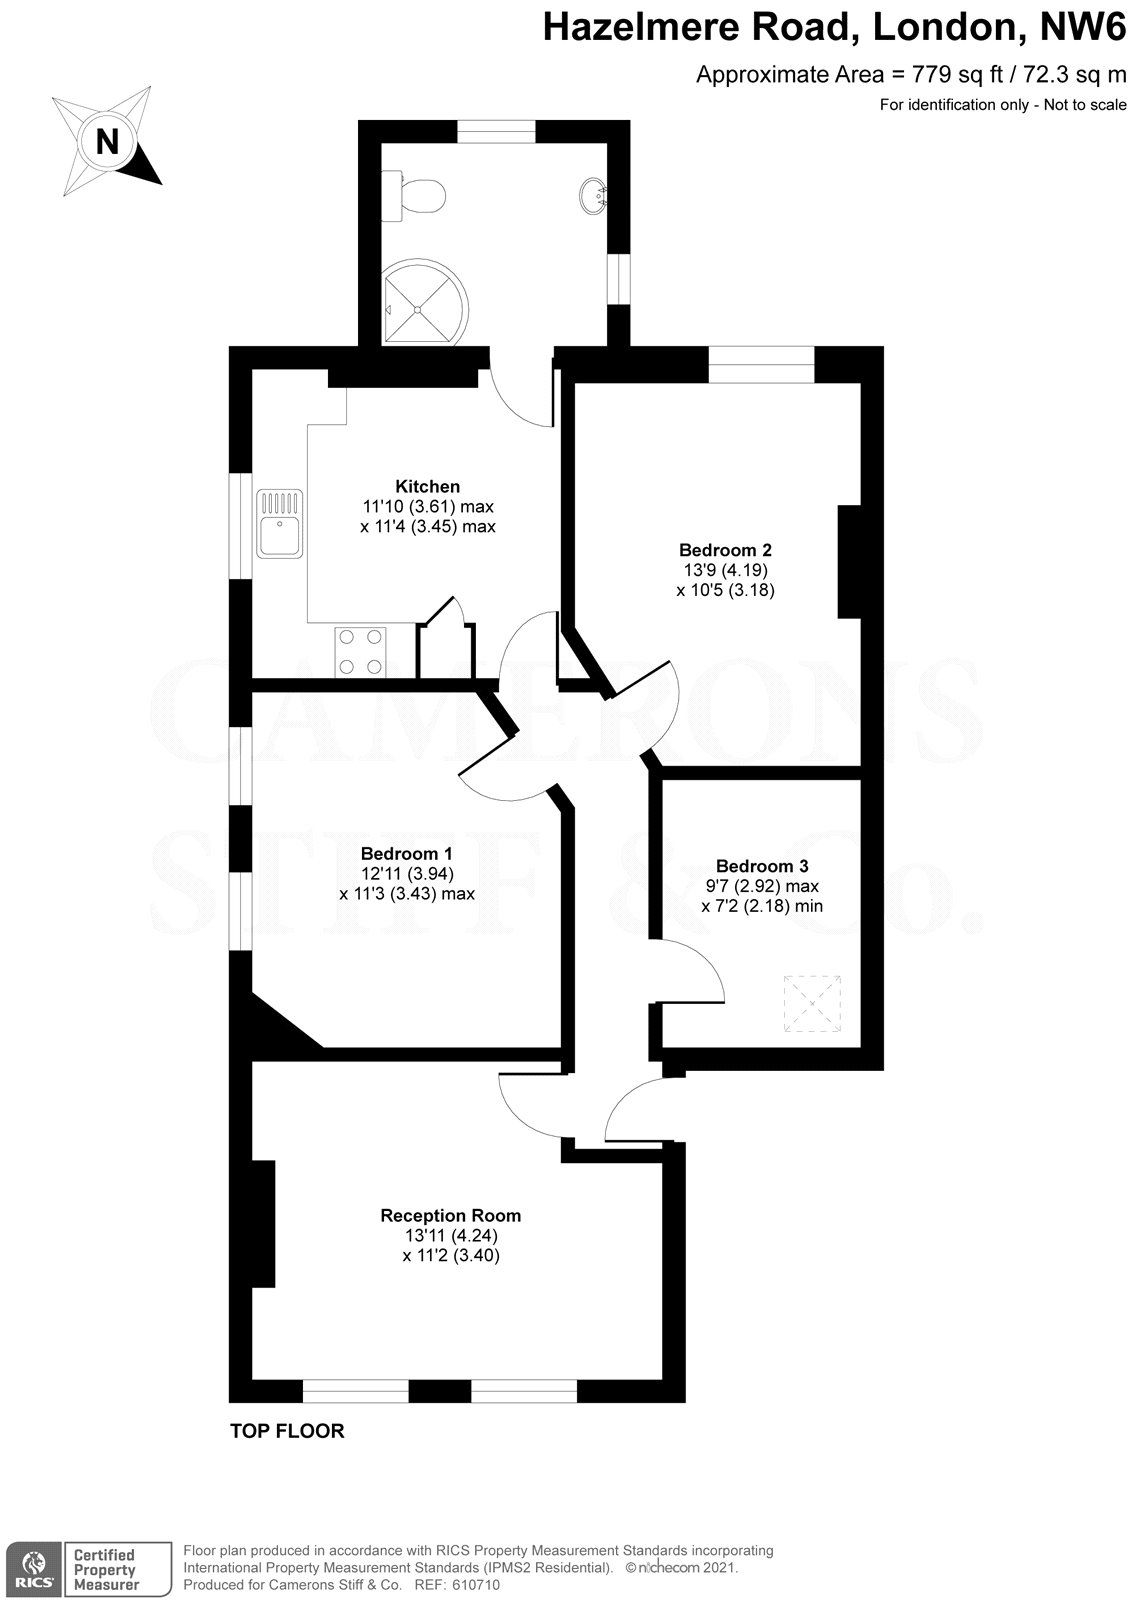 Hazelmere Road, London, NW6
Approximate Area = 779 sq ft / 72.3 sq m
For identification only - Not to scale
N
Kitchen
11'10 (3.61) max
x 11'4 (3.45) max
Bedroom 2
13'9 (4.19)
x 10'5 (3.18)
CAMERONS
STIFF & Co.
Bedroom 1
12'11 (3.94)
x 11'3 (3.43) max
Bedroom 3
9'7 (2.92) max
x 7'2 (2.18) min
Reception Room
13'11 (4.24)
x 11'2 (3.40)
TOP FLOOR
RICS
Certified
Property
Measurer
Floor plan produced in accordance with RICS Property Measurement Standards incorporating
International Property Measurement Standards (IPMS2 Residential). © nichecom 2021.
Produced for Camerons Stiff & Co. REF: 610710